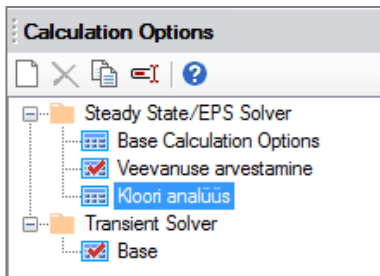 Calculation Options
Steady State/EPS Solver
Base Calculation Options
Veevanuse arvestamine
Kloori analüüs
Transient Solver
Base